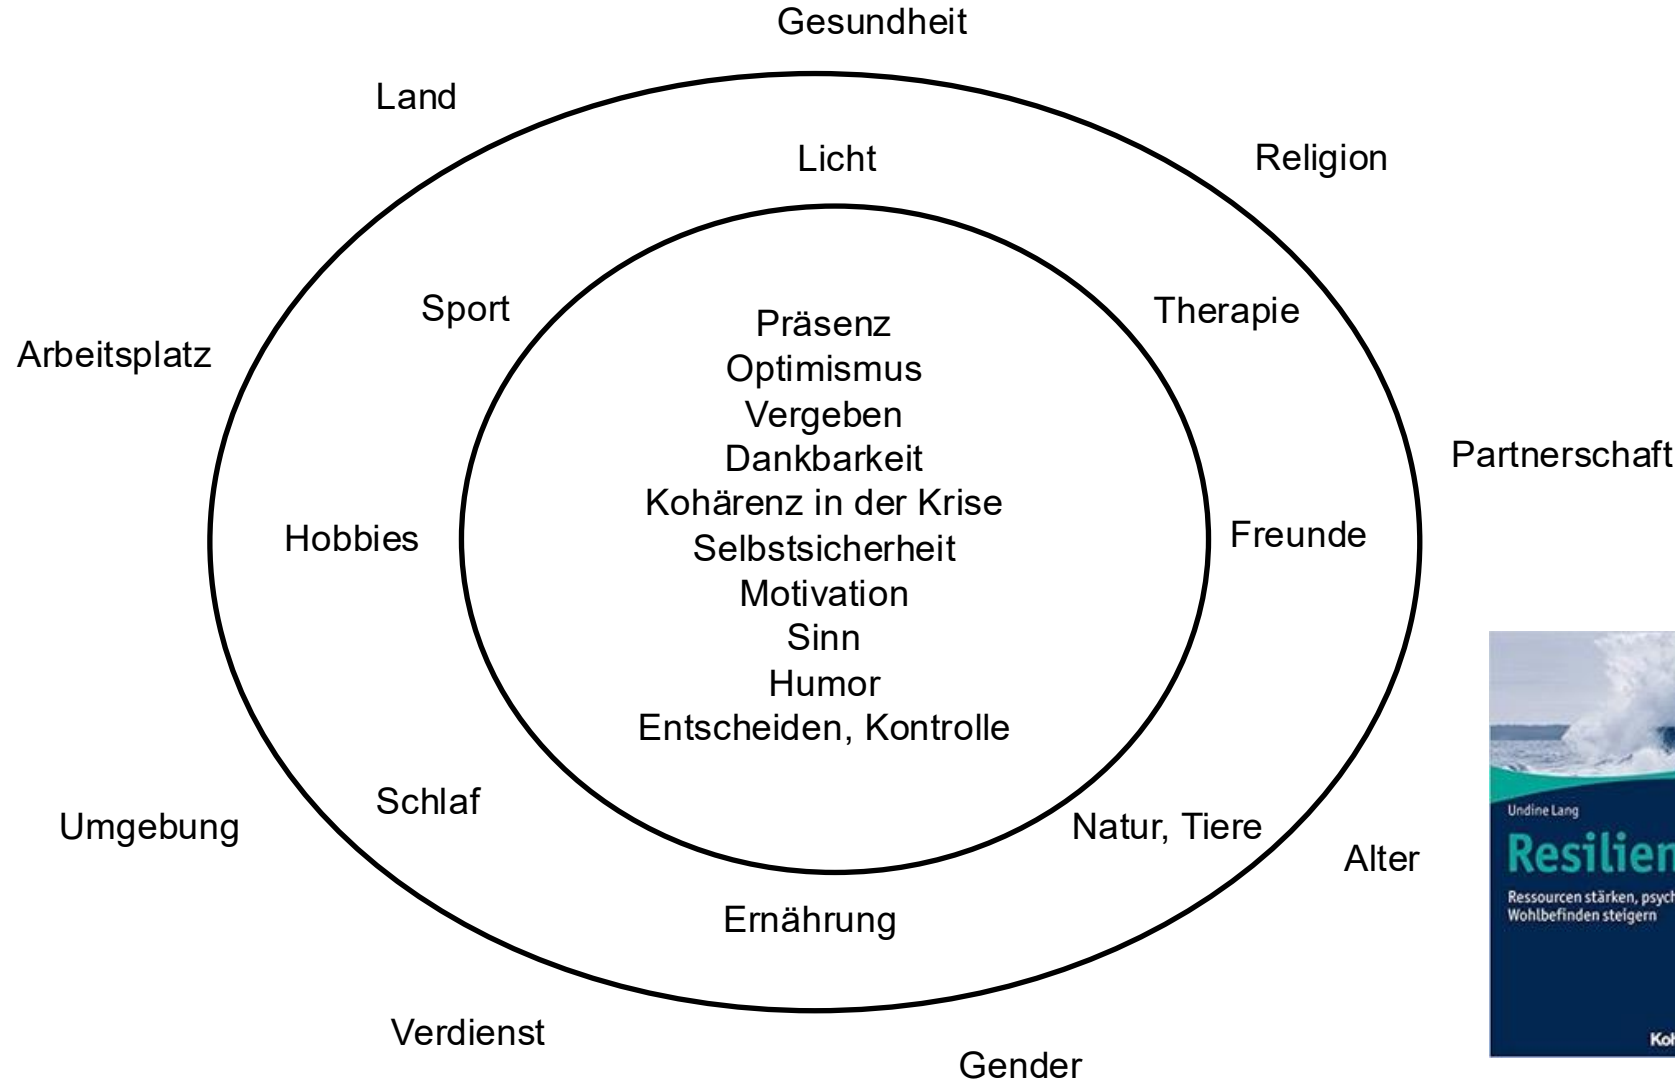 Gesundheit
Land
Licht
Religion
Sport
Therapie
Arbeitsplatz
Präsenz
Optimismus
Vergeben
Dankbarkeit
Kohärenz in der Krise
Selbstsicherheit
Motivation
Sinn
Humor
Entscheiden, Kontrolle
Partnerschaft
Hobbies
Freunde
Schlaf
Natur, Tiere
Umgebung
Alter
Ernährung
Verdienst
Gender
Undine Lang
Resilien
Ressourcen stärken, psych
Wohlbefinden steigern
Koh